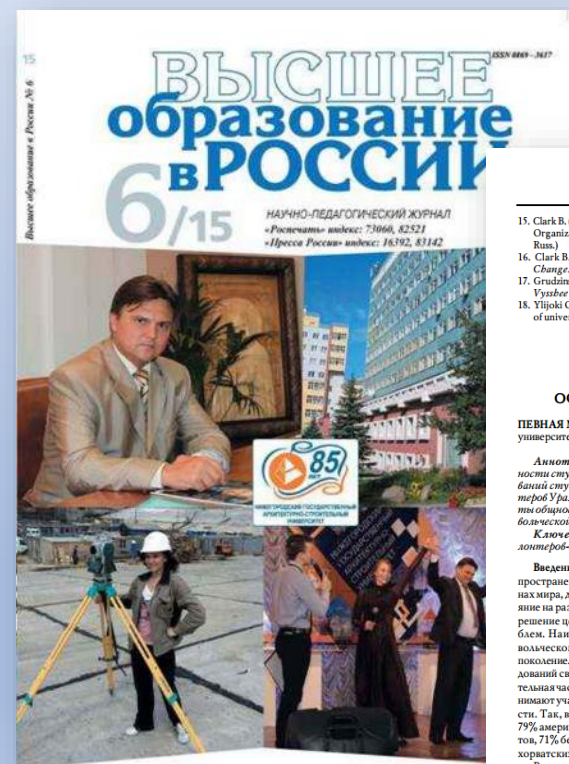 15
ISSN 0869–3617
Высшее образование в России № 6
ВЫСШЕЕ
образование
в РОССИИ
6/15
НАУЧНО-ПЕДАГОГИЧЕСКИЙ ЖУРНАЛ
«Роспечать» индекс: 73060, 82521
«Пресса России» индекс: 16392, 83142
85
ЛЕТ
НИЖЕГОРОДСКИЙ ГОСУДАРСТВЕННЫЙ
АРХИТЕКТУРНО-СТРОИТЕЛЬНЫЙ
УНИВЕРСИТЕТ
15. Clark B.
Organiz
Russ.)
16. Clark B.
Change.
17. Grudzin
Vysshee
18. Ylijoki O
of univer
ПЕВНАЯ М
университе
Аннот
ности сту
ваний сту
теров Ура
ты общно
вольческой
Ключе
лонтеров-
Введени
простране
нах мира, д
яние на раз
решение це
блем. Наи
вольческо
поколение.
дований св
тельная час
нимают уча
сти. Так, в
79% амери
тов, 71% бе
хорватских